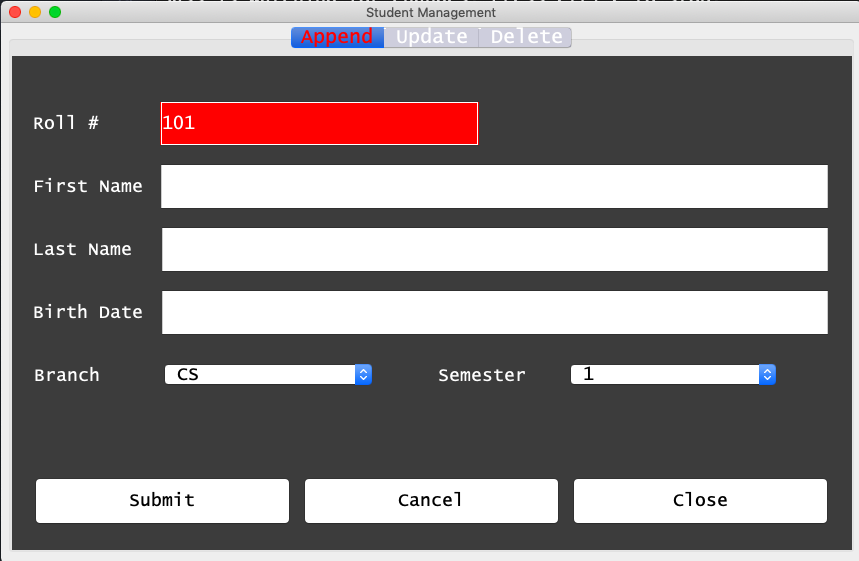 Student Management
Append Update Delete
Roll # 101
First Name
Last Name
Birth Date
Branch CS Semester 1
Submit Cancel Close